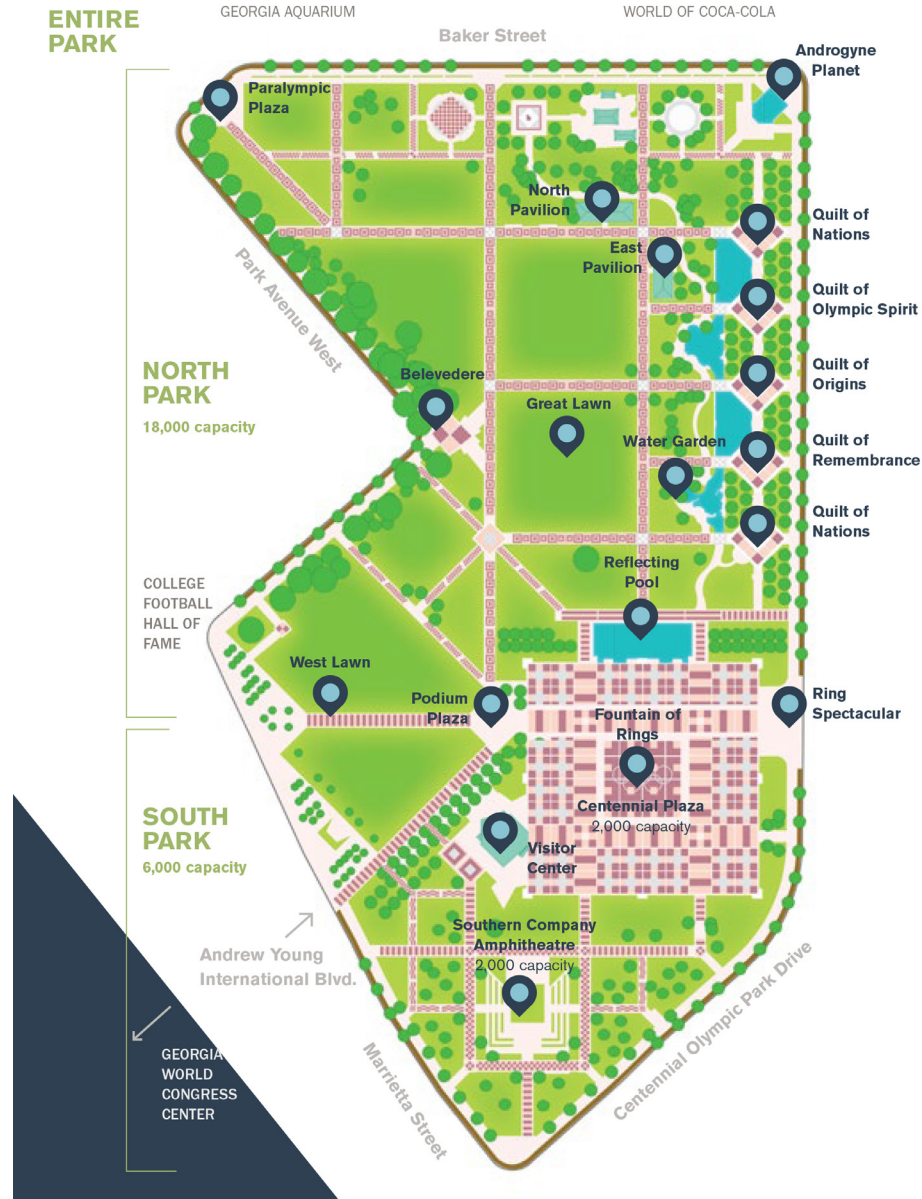 ENTIRE
PARK
GEORGIA AQUARIUM
WORLD OF COCA-COLA
Baker Street
Androgyne
Planet
Paralympic
Plaza
North
Pavilion
Quilt of
Nations
East
Pavilion
Park Avenue West
Quilt of
Olympic Spirit
NORTH
PARK
18,000 capacity
Belevedere
Quilt of
Origins
Great Lawn
Water Garden
Quilt of
Remembrance
Quilt of
Nations
Reflecting
Pool
COLLEGE
FOOTBALL
HALL OF
FAME
West Lawn
Podium
Plaza
Ring
Spectacular
Fountain of
Rings
Centennial Plaza
2,000 capacity
SOUTH
PARK
6,000 capacity
Visitor
Center
Southern Company
Amphitheatre
2,000 capacity
Andrew Young
International Blvd.
Centennial Olympic Park Drive
Marrietta Street
GEORGIA
WORLD
CONGRESS
CENTER